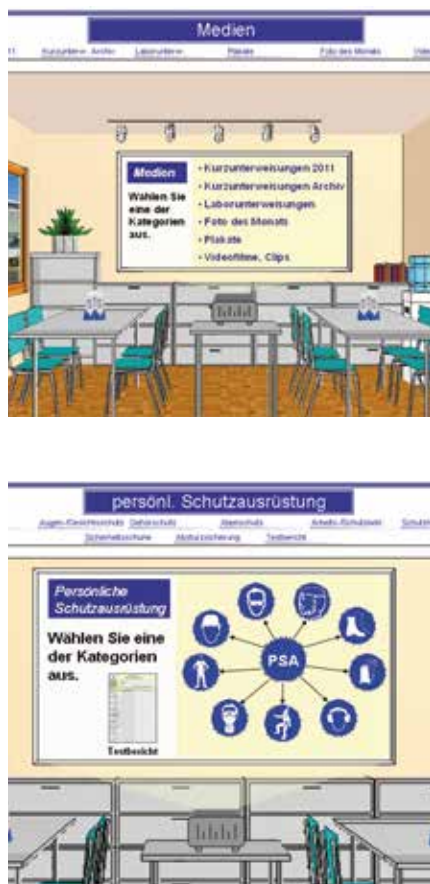 Medien
Kurzunterw. Archiv Laborunterw. Plakate Foto des Monats
Medien
Wählen Sie
eine der
Kategorien
aus.
• Kurzunterweisungen 2011
• Kurzunterweisungen Archiv
• Laborunterweisungen
• Foto des Monats
• Plakate
• Videofilme, Clips
persönl. Schutzausrüstung
Augen-/Gesichtsschutz Gehörschutz Atemschutz
Sicherheitsschuhe Absturzsicherung Testbericht
Persönliche
Schutzausrüstung
Wählen Sie eine
der Kategorien
aus.
Testbericht
PSA